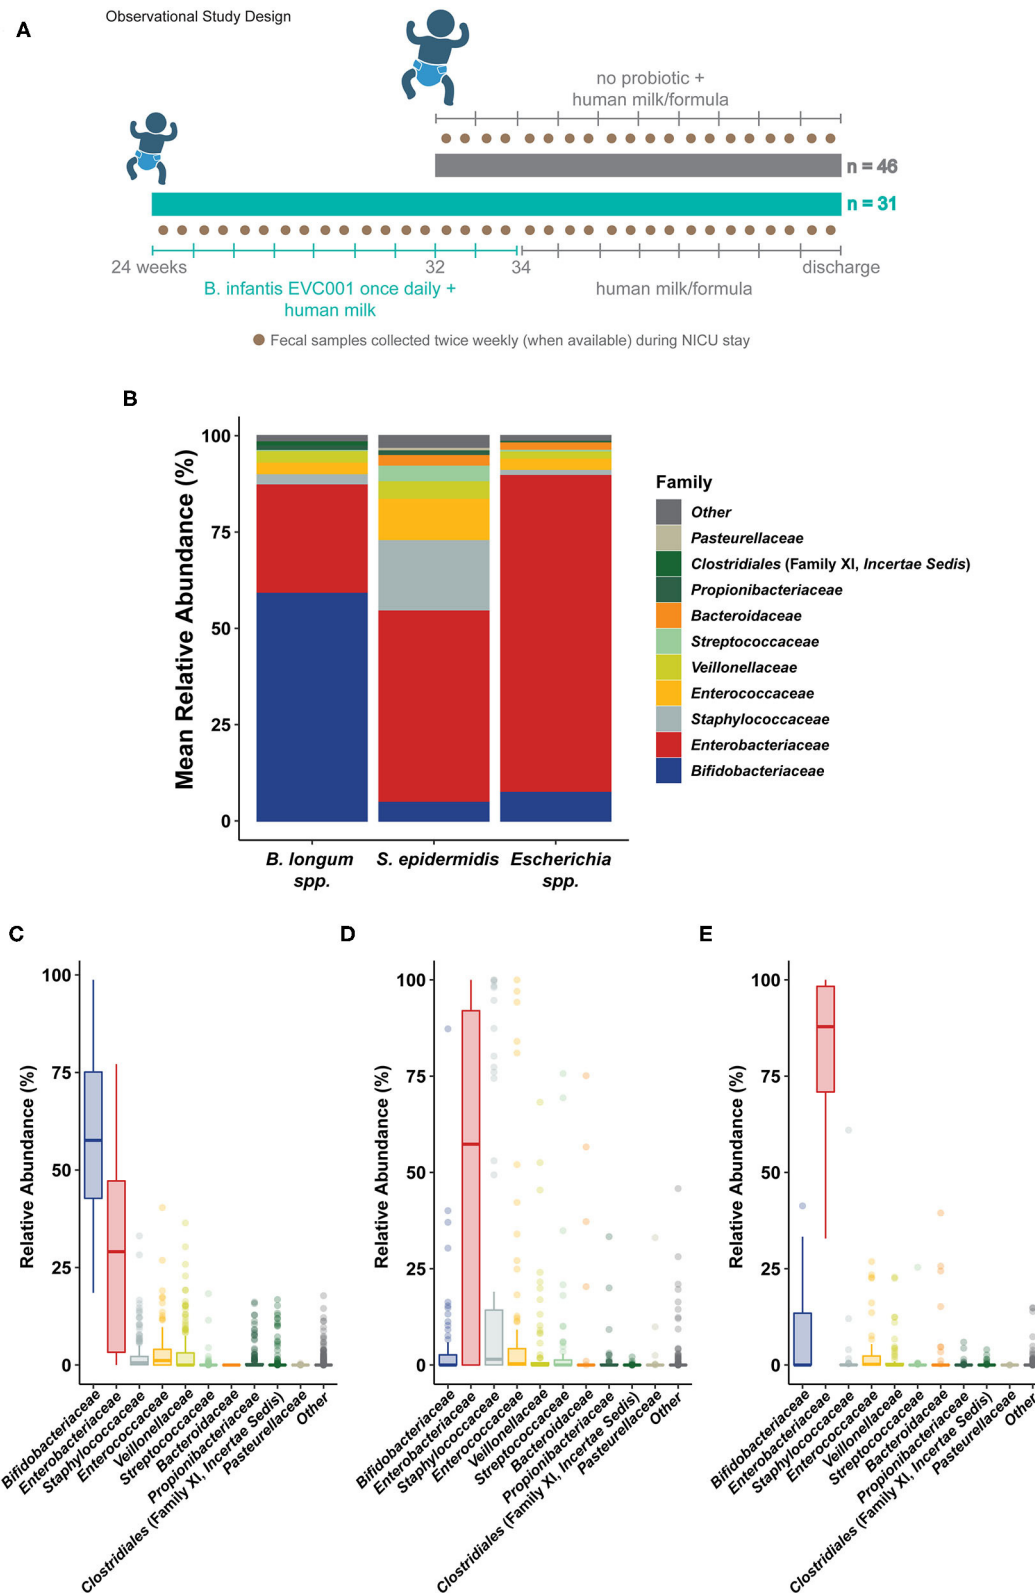 A
Observational Study Design
no probiotic +
human milk/formula
n = 46
n = 31
24 weeks
32
34
discharge
B. infantis EVC001 once daily +
human milk
human milk/formula
Fecal samples collected twice weekly (when available) during NICU stay
B
Mean Relative Abundance (%)
100
75
50
25
0
B. longum
spp.
S. epidermidis
Escherichia
spp.
Family
Other
Pasteurellaceae
Clostridiales (Family XI, Incertae Sedis)
Propionibacteriaceae
Bacteroidaceae
Streptococcaceae
Veillonellaceae
Enterococcaceae
Staphylococcaceae
Enterobacteriaceae
Bifidobacteriaceae
C
Relative Abundance (%)
100
75
50
25
0
Bifidobacteriaceae
Enterobacteriaceae
Staphylococcaceae
Enterococcaceae
Veillonellaceae
Streptococcaceae
Bacteroidaceae
Propionibacteriaceae
Clostridiales (Family XI, Incertae Sedis)
Pasteurellaceae
Other
D
Relative Abundance (%)
100
75
50
25
0
Bifidobacteriaceae
Enterobacteriaceae
Staphylococcaceae
Enterococcaceae
Veillonellaceae
Streptococcaceae
Bacteroidaceae
Propionibacteriaceae
Clostridiales (Family XI, Incertae Sedis)
Pasteurellaceae
Other
E
Relative Abundance (%)
100
75
50
25
0
Bifidobacteriaceae
Enterobacteriaceae
Staphylococcaceae
Enterococcaceae
Veillonellaceae
Streptococcaceae
Bacteroidaceae
Propionibacteriaceae
Clostridiales (Family XI, Incertae Sedis)
Pasteurellaceae
Other